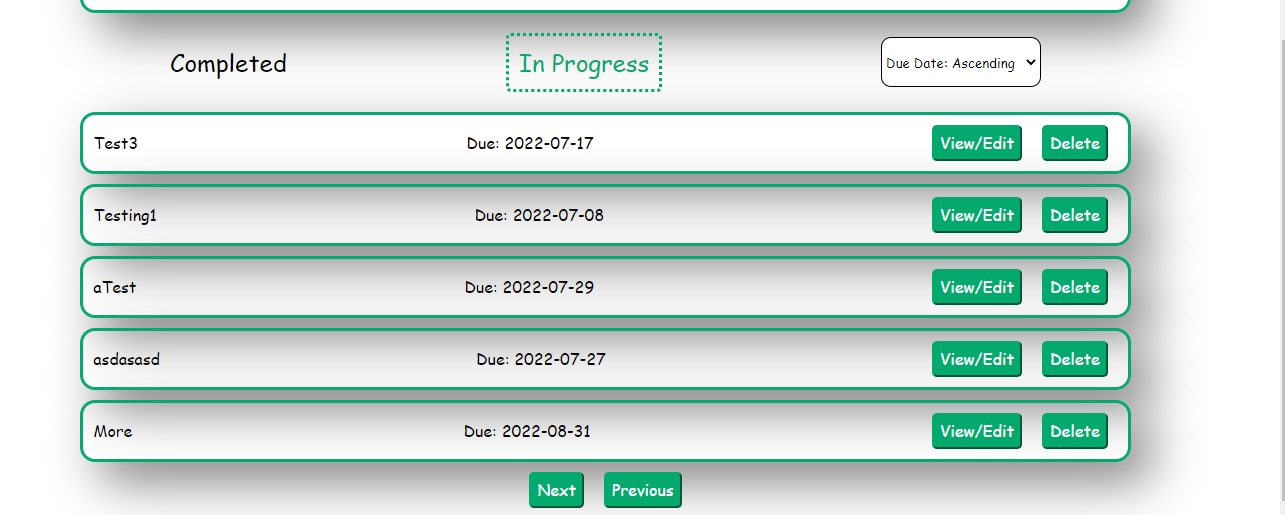 Completed In Progress Due Date: Ascending
Test3 Due: 2022-07-17 View/Edit Delete
Testing1 Due: 2022-07-08 View/Edit Delete
aTest Due: 2022-07-29 View/Edit Delete
asdasasd Due: 2022-07-27 View/Edit Delete
More Due: 2022-08-31 View/Edit Delete
Next Previous